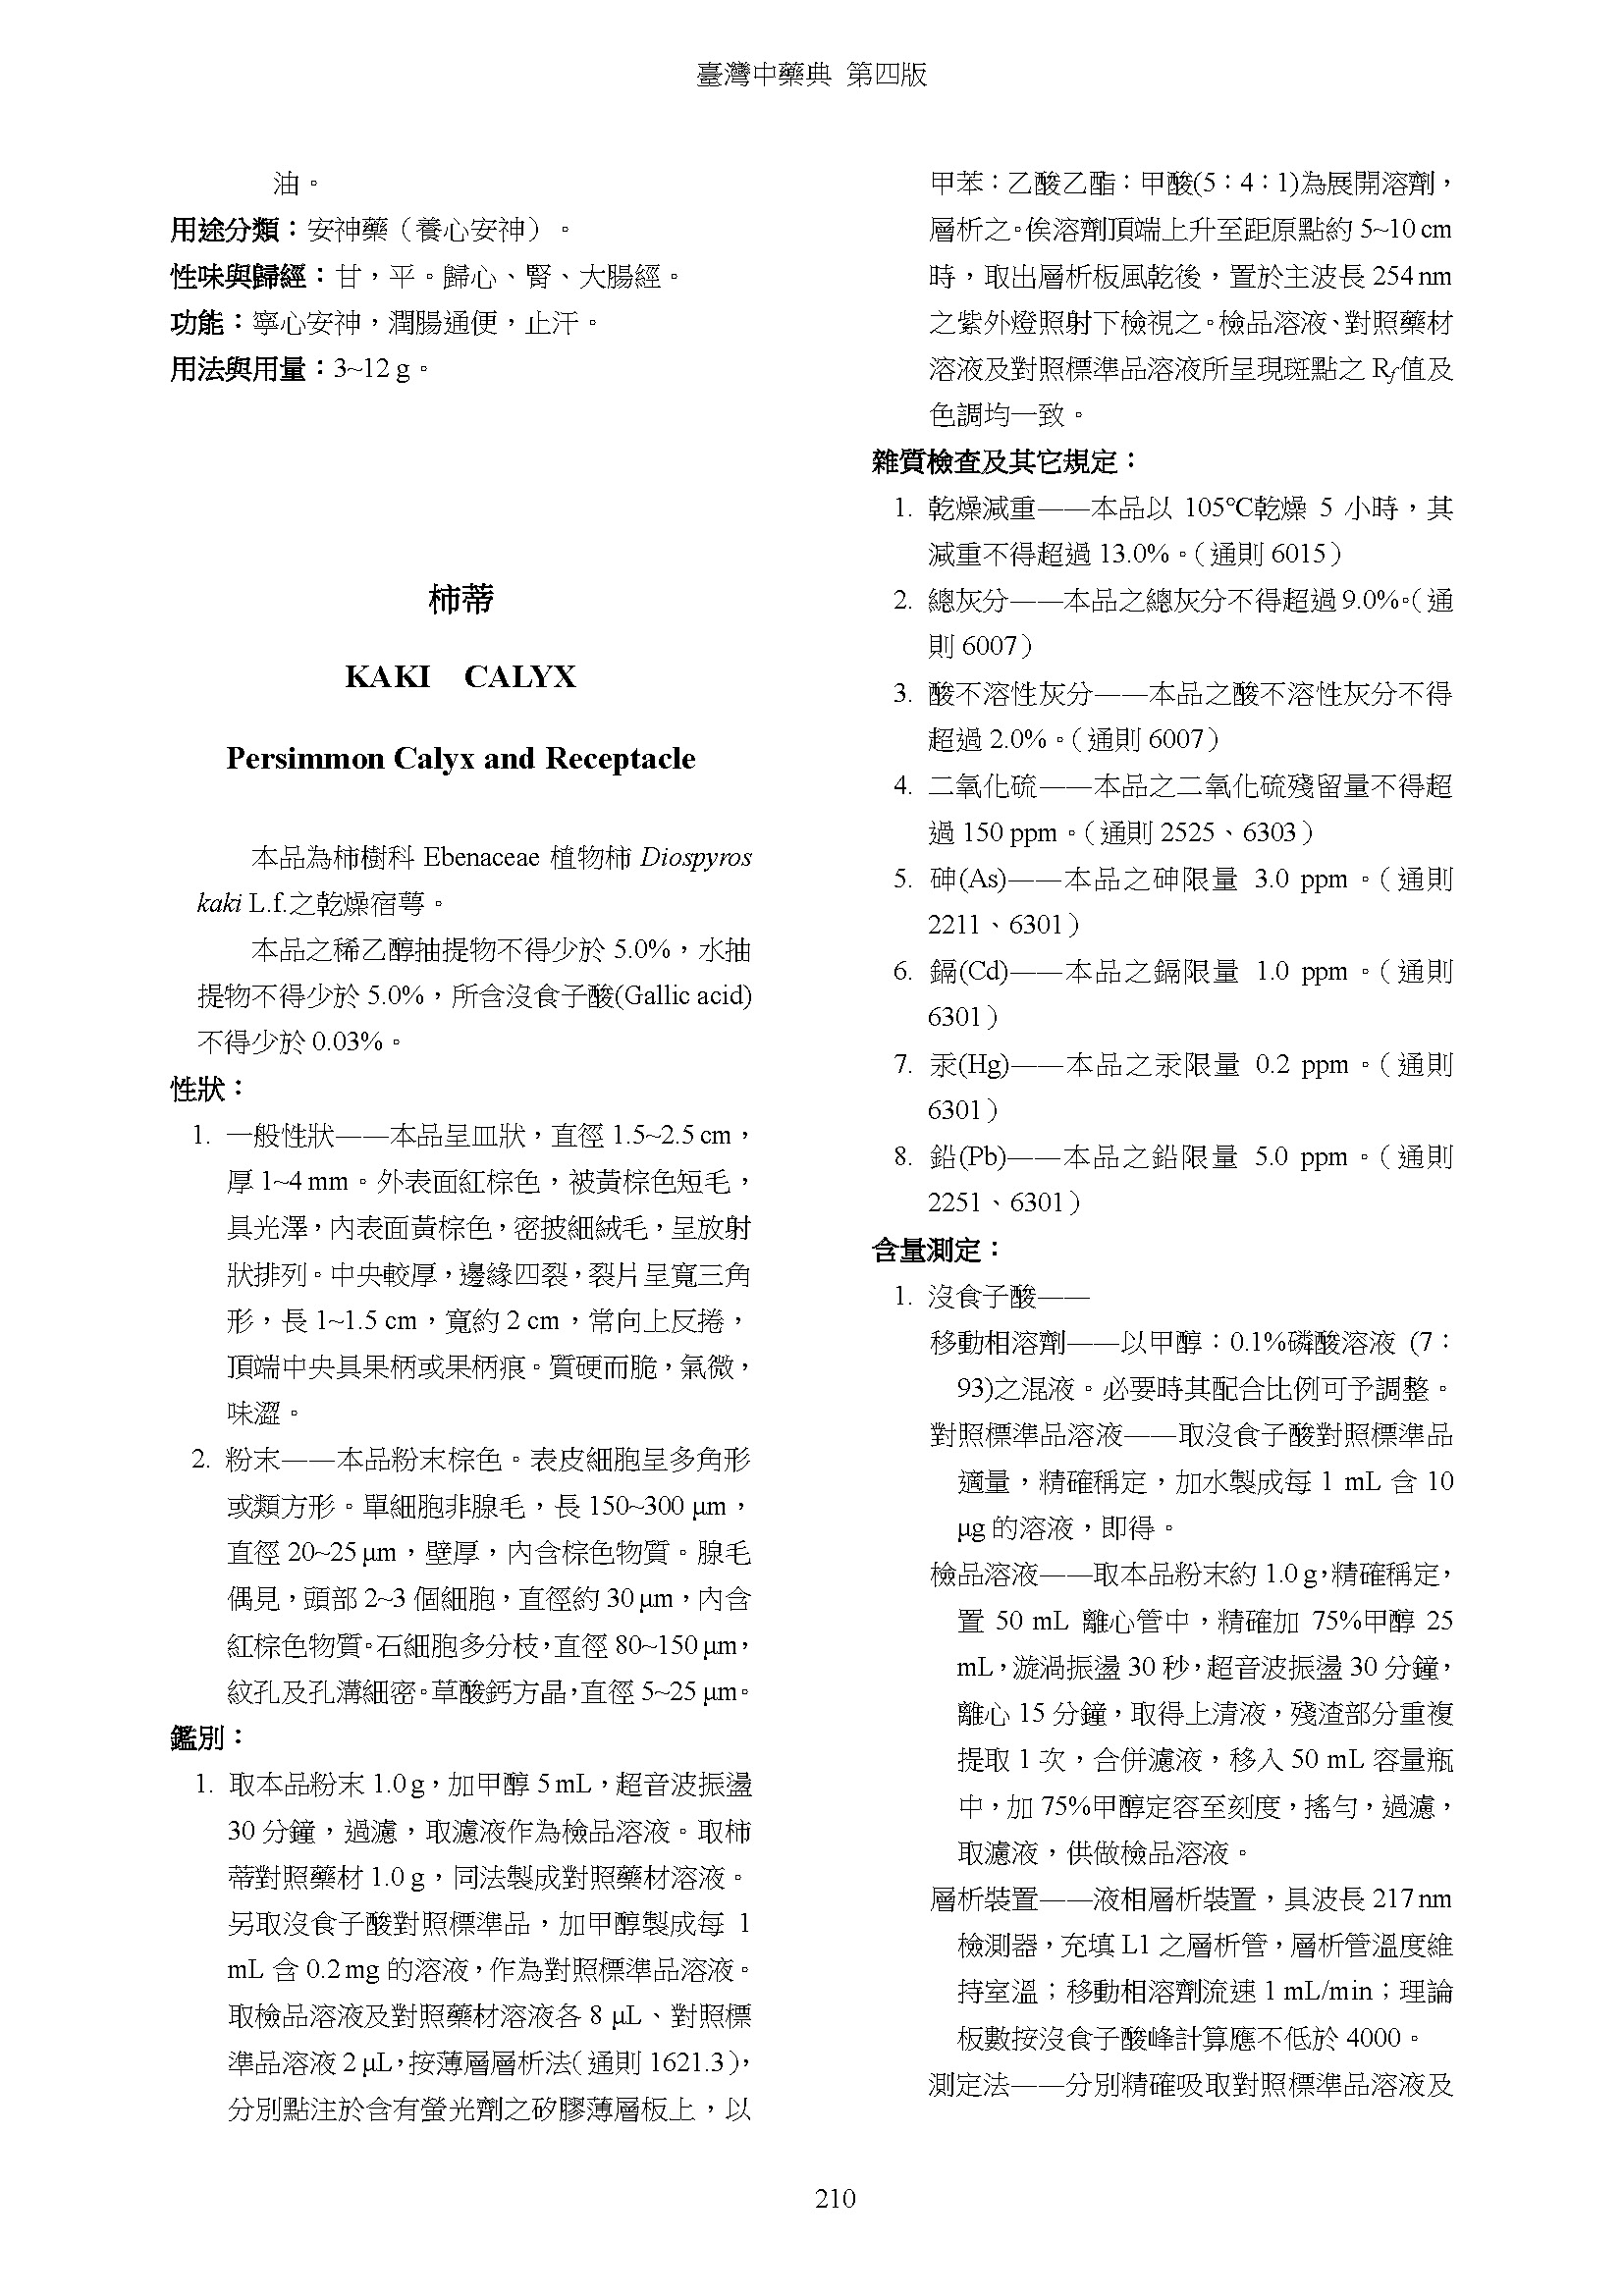 臺灣中藥典 第四版
油。
用途分類：安神藥（養心安神）。
性味與歸經：甘，平。歸心、腎、大腸經。
功能：寧心安神，潤腸通便，止汗。
用法與用量：3~12 g。
柿蒂
KAKI CALYX
Persimmon Calyx and Receptacle
本品為柿樹科 Ebenaceae 植物柿 Diospyros
kaki L.f.之乾燥宿萼。
本品之稀乙醇抽提物不得少於 5.0%，水抽
提物不得少於 5.0%，所含沒食子酸(Gallic acid)
不得少於 0.03%。
性狀：
1. 一般性狀——本品呈皿狀，直徑 1.5~2.5 cm，
厚 1~4 mm。外表面紅棕色，被黃棕色短毛，
具光澤，內表面黃棕色，密披細絨毛，呈放射
狀排列。中央較厚，邊緣四裂，裂片呈寬三角
形，長 1~1.5 cm，寬約 2 cm，常向上反捲，
頂端中央具果柄或果柄痕。質硬而脆，氣微，
味澀。
2. 粉末——本品粉末棕色。表皮細胞呈多角形
或類方形。單細胞非腺毛，長 150~300 μm，
直徑 20~25 μm，壁厚，內含棕色物質。腺毛
偶見，頭部 2~3 個細胞，直徑約 30 μm，內含
紅棕色物質。石細胞多分枝，直徑 80~150 μm，
紋孔及孔溝細密。草酸鈣方晶，直徑 5~25 μm。
鑑別：
1. 取本品粉末 1.0 g，加甲醇 5 mL，超音波振盪
30 分鐘，過濾，取濾液作為檢品溶液。取柿
蒂對照藥材 1.0 g，同法製成對照藥材溶液。
另取沒食子酸對照標準品，加甲醇製成每 1
mL 含 0.2 mg 的溶液，作為對照標準品溶液。
取檢品溶液及對照藥材溶液各 8 μL、對照標
準品溶液 2 μL，按薄層層析法（通則 1621.3），
分別點注於含有螢光劑之矽膠薄層板上，以
甲苯：乙酸乙酯：甲酸(5：4：1)為展開溶劑，
層析之。俟溶劑頂端上升至距原點約 5~10 cm
時，取出層析板風乾後，置於主波長 254 nm
之紫外燈照射下檢視之。檢品溶液、對照藥材
溶液及對照標準品溶液所呈現斑點之 Rf值及
色調均一致。
雜質檢查及其它規定：
1. 乾燥減重——本品以 105℃乾燥 5 小時，其
減重不得超過 13.0%。（通則 6015）
2. 總灰分——本品之總灰分不得超過 9.0%。（通
則 6007）
3. 酸不溶性灰分——本品之酸不溶性灰分不得
超過 2.0%。（通則 6007）
4. 二氧化硫——本品之二氧化硫殘留量不得超
過 150 ppm。（通則 2525、6303）
5. 砷(As)——本品之砷限量 3.0 ppm。（通則
2211、6301）
6. 鎘(Cd)——本品之鎘限量 1.0 ppm。（通則
6301）
7. 汞(Hg)——本品之汞限量 0.2 ppm。（通則
6301）
8. 鉛(Pb)——本品之鉛限量 5.0 ppm。（通則
2251、6301）
含量測定：
1. 沒食子酸——
移動相溶劑——以甲醇：0.1%磷酸溶液 (7：
93)之混液。必要時其配合比例可予調整。
對照標準品溶液——取沒食子酸對照標準品
適量，精確稱定，加水製成每 1 mL 含 10
μg 的溶液，即得。
檢品溶液——取本品粉末約 1.0 g，精確稱定，
置 50 mL 離心管中，精確加 75%甲醇 25
mL，漩渦振盪 30 秒，超音波振盪 30 分鐘，
離心 15 分鐘，取得上清液，殘渣部分重複
提取 1 次，合併濾液，移入 50 mL 容量瓶
中，加 75%甲醇定容至刻度，搖勻，過濾，
取濾液，供做檢品溶液。
層析裝置——液相層析裝置，具波長 217 nm
檢測器，充填 L1 之層析管，層析管溫度維
持室溫；移動相溶劑流速 1 mL/min；理論
板數按沒食子酸峰計算應不低於 4000。
測定法——分別精確吸取對照標準品溶液及
210